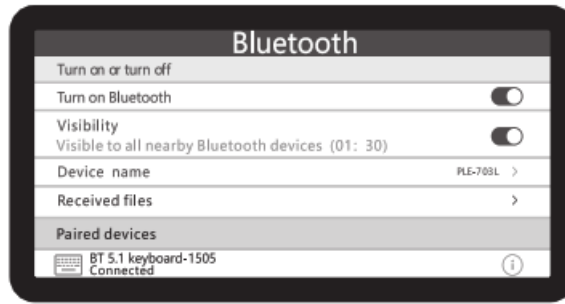 Bluetooth
Turn on or turn off
Turn on Bluetooth
Visibility
Visible to all nearby Bluetooth devices (01: 30)
Device name PLE-703L >
Received files >
Paired devices
BT 5.1 keyboard-1505
Connected